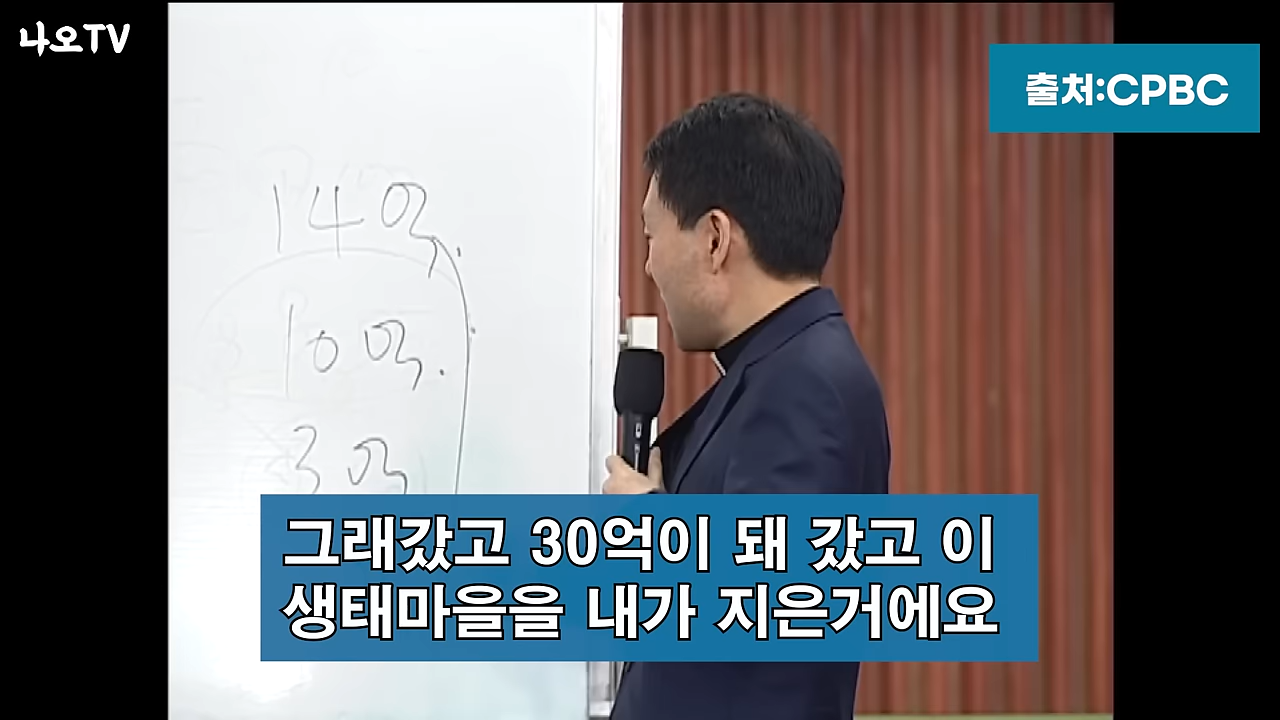 나오TV
출처:CPBC
14억.
10억.
3억
그래갔고 30억이 돼 갔고 이
생태마을을 내가 지은거에요